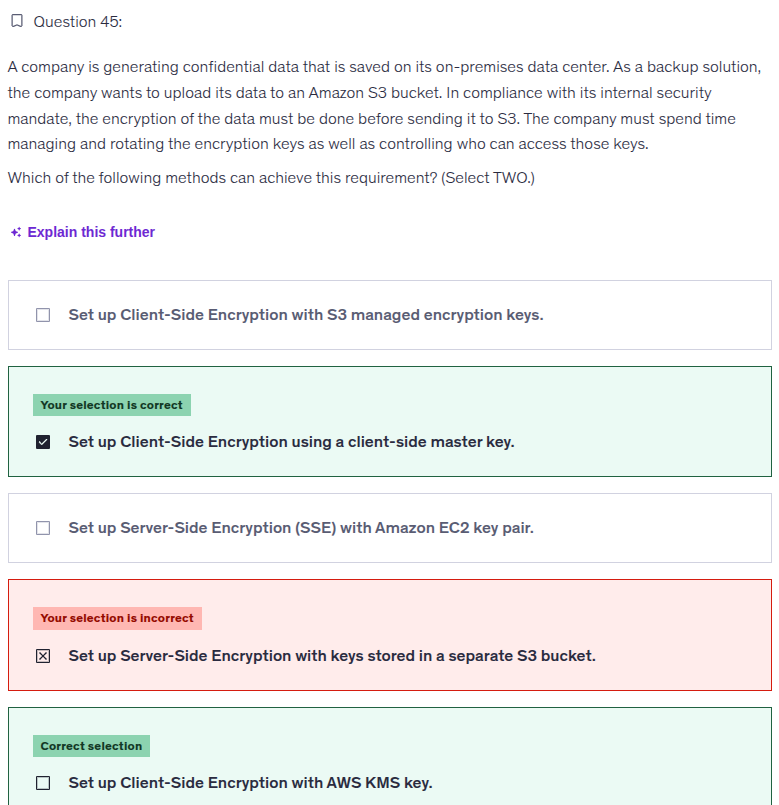 Question 45:
A company is generating confidential data that is saved on its on-premises data center. As a backup solution,
the company wants to upload its data to an Amazon S3 bucket. In compliance with its internal security
mandate, the encryption of the data must be done before sending it to S3. The company must spend time
managing and rotating the encryption keys as well as controlling who can access those keys.
Which of the following methods can achieve this requirement? (Select TWO.)
Explain this further
Set up Client-Side Encryption with S3 managed encryption keys.
Your selection is correct
Set up Client-Side Encryption using a client-side master key.
Set up Server-Side Encryption (SSE) with Amazon EC2 key pair.
Your selection is incorrect
Set up Server-Side Encryption with keys stored in a separate S3 bucket.
Correct selection
Set up Client-Side Encryption with AWS KMS key.